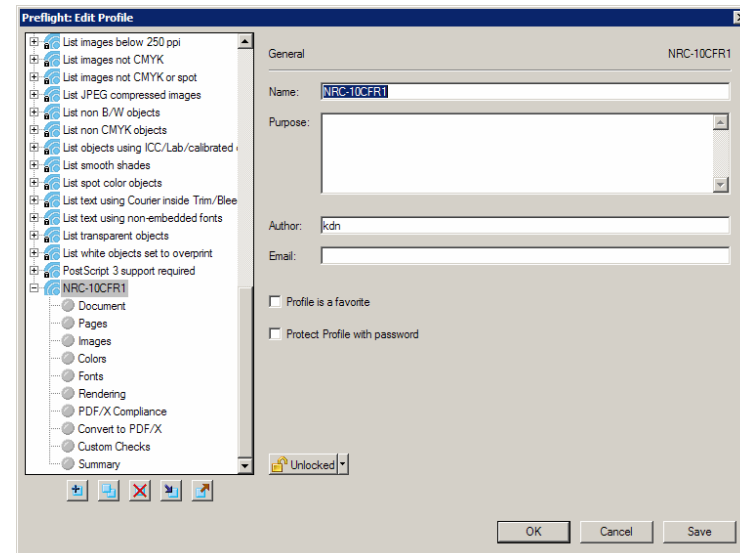 Preflight: Edit Profile
List images below 250 ppi
List images not CMYK
List images not CMYK or spot
List JPEG compressed images
List non B/W objects
List non CMYK objects
List objects using ICC/Lab/calibrated
List smooth shades
List spot color objects
List text using Courier inside Trim/Blee
List text using non-embedded fonts
List transparent objects
List white objects set to overprint
PostScript 3 support required
NRC-10CFR1
Document
Pages
Images
Colors
Fonts
Rendering
PDF/X Compliance
Convert to PDF/X
Custom Checks
Summary
General NRC-10CFR1
Name: NRC-10CFR1
Purpose:
Author: kdn
Email:
Profile is a favorite
Protect Profile with password
Unlocked
OK Cancel Save